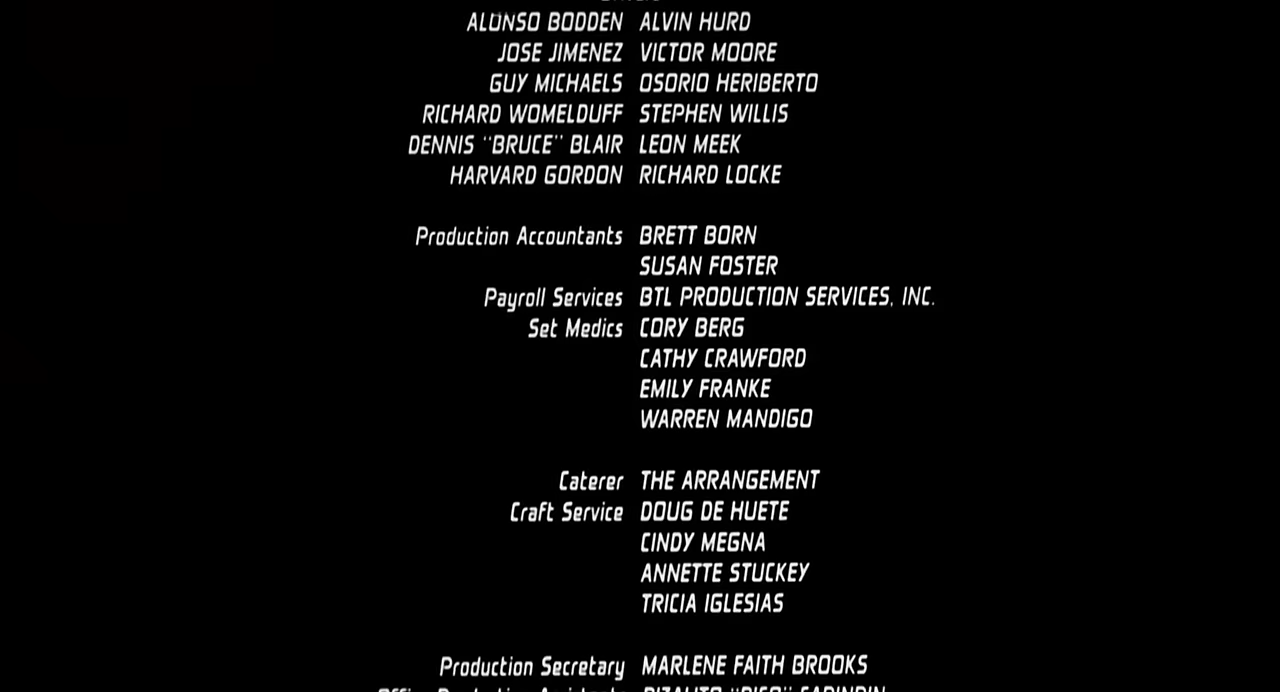 ALONSO BODDEN ALVIN HURD
JOSE JIMENEZ VICTOR MOORE
GUY MICHAELS OSORIO HERIBERTO
RICHARD WOMELDUFF STEPHEN WILLIS
DENNIS "BRUCE" BLAIR LEON MEEK
HARVARD GORDON RICHARD LOCKE
Production Accountants BRETT BORN
SUSAN FOSTER
Payroll Services BTL PRODUCTION SERVICES, INC.
Set Medics CORY BERG
CATHY CRAWFORD
EMILY FRANKE
WARREN MANDIGO
Caterer THE ARRANGEMENT
Craft Service DOUG DE HUETE
CINDY MEGNA
ANNETTE STUCKEY
TRICIA IGLESIAS
Production Secretary MARLENE FAITH BROOKS
Office Production Assistants